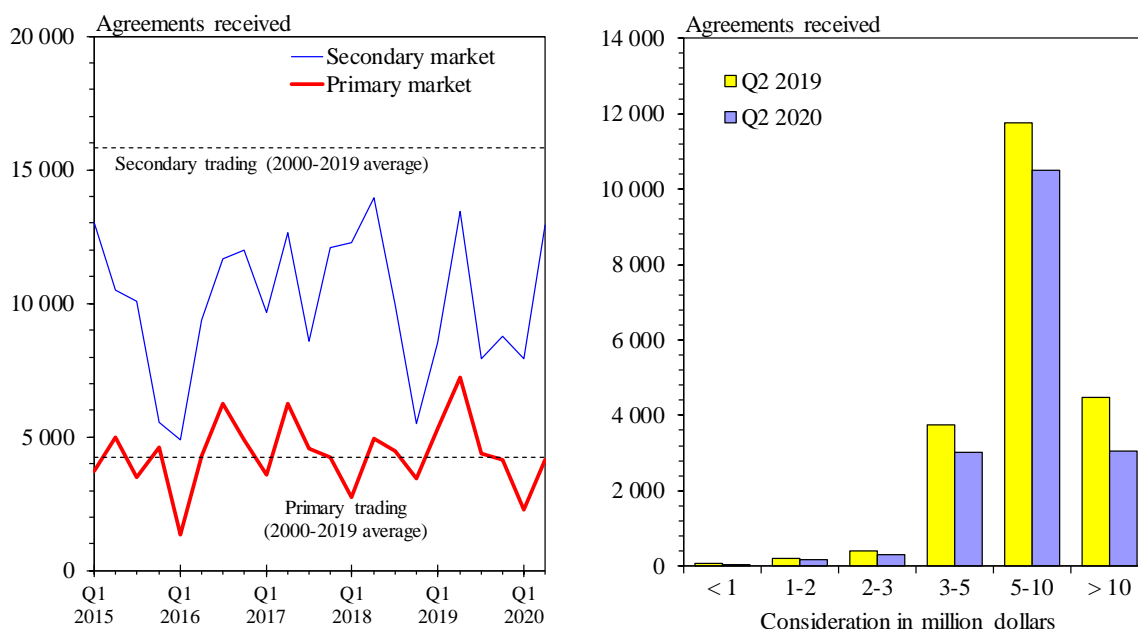 Agreements received
20 000
15 000
10 000
5 000
0
Secondary market
Primary market
Secondary trading (2000-2019 average)
Primary trading
(2000-2019 average)
Q1 Q1 Q1 Q1 Q1 Q1
2015 2016 2017 2018 2019 2020
Agreements received
14 000
12 000
10 000
8 000
6 000
4 000
2 000
0
Q2 2019
Q2 2020
< 1 1-2 2-3 3-5 5-10 > 10
Consideration in million dollars